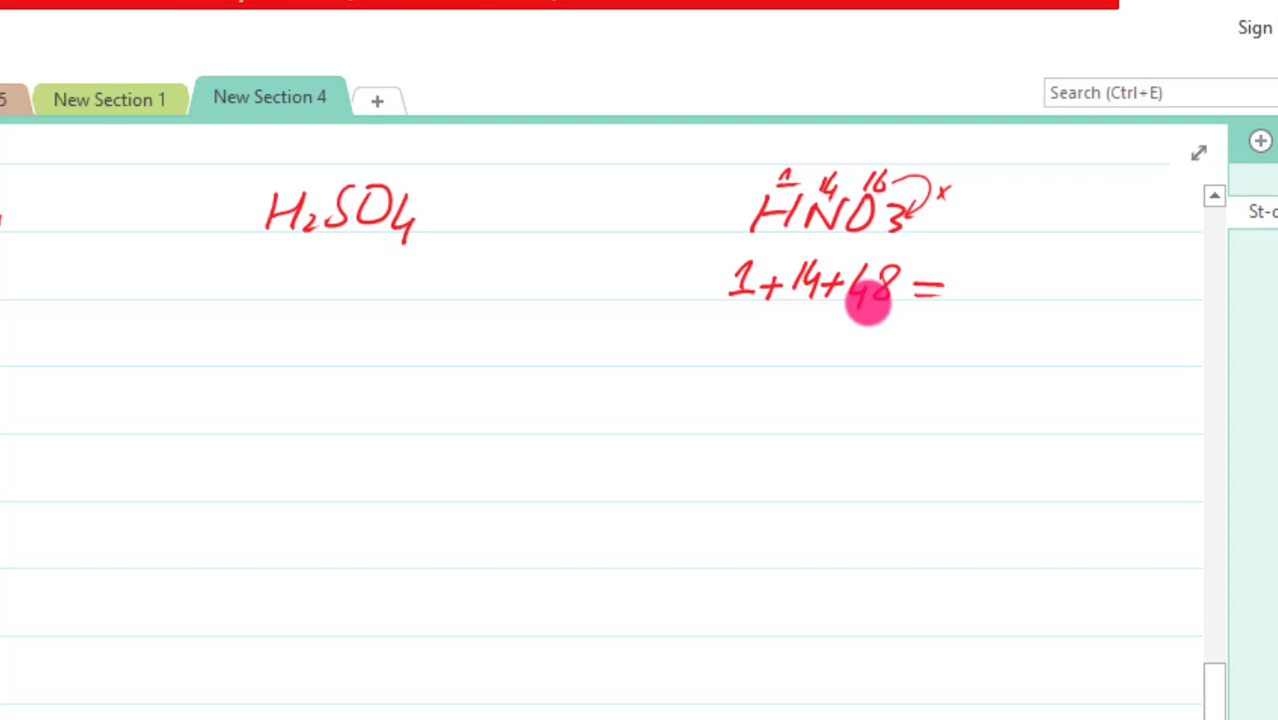 Sign
5 New Section 1 New Section 4 +
Search (Ctrl+E)
St-c
1 14 16 x
H2SO4 HNO3
1+14+48 =